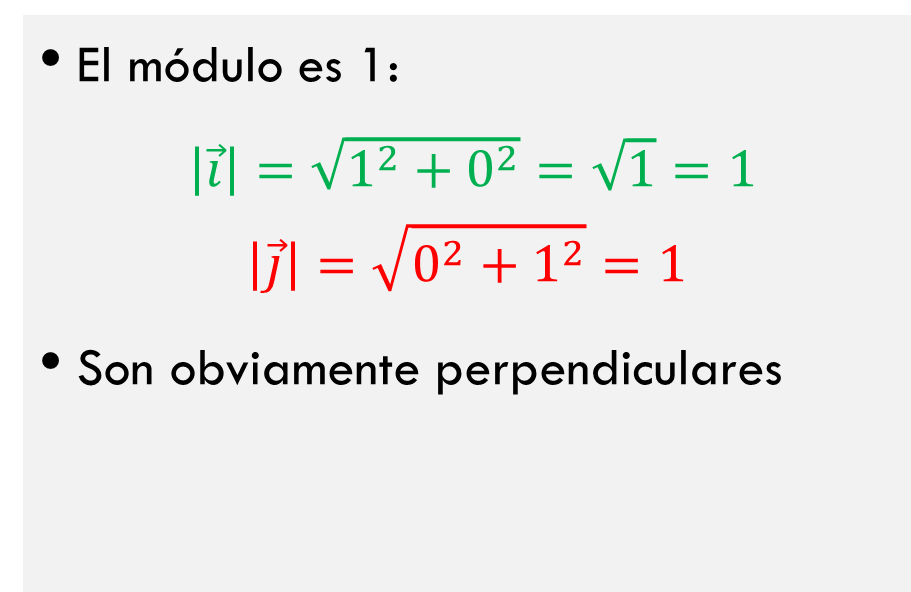 • El módulo es 1:
|i⃗| = √(1² + 0²) = √1 = 1
|j⃗| = √(0² + 1²) = 1
• Son obviamente perpendiculares